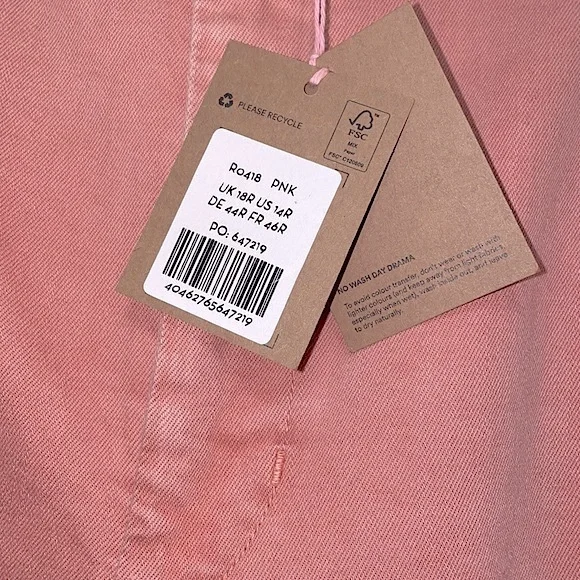 PLEASE RECYCLE
FSC
MIX
Paper
R0418 PNK
UK 18R US 14R
DE 44R FR 46R
PO: 647219
40462765647219
NO WASH DAY DRAMA
To avoid colour transfer, don't wear or wash with
lighter colours (and keep away from light fabrics,
especially when wet), wash inside out, and leave
to dry naturally.